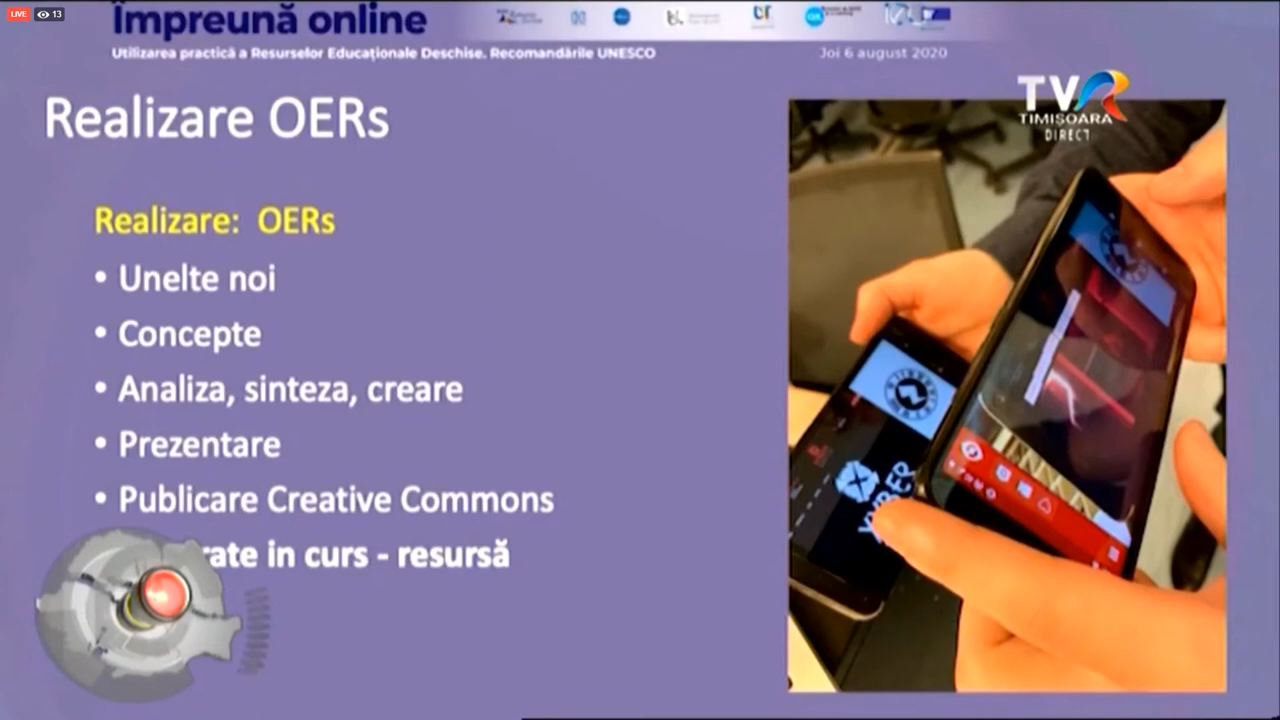 LIVE 13
Împreună online
Utilizarea practică a Resurselor Educaționale Deschise. Recomandările UNESCO
Joi 6 august 2020
TVR
TIMIȘOARA
DIRECT
Realizare OERs
Realizare: OERs
• Unelte noi
• Concepte
• Analiza, sinteza, creare
• Prezentare
• Publicare Creative Commons
in curs - resursă
XYBER